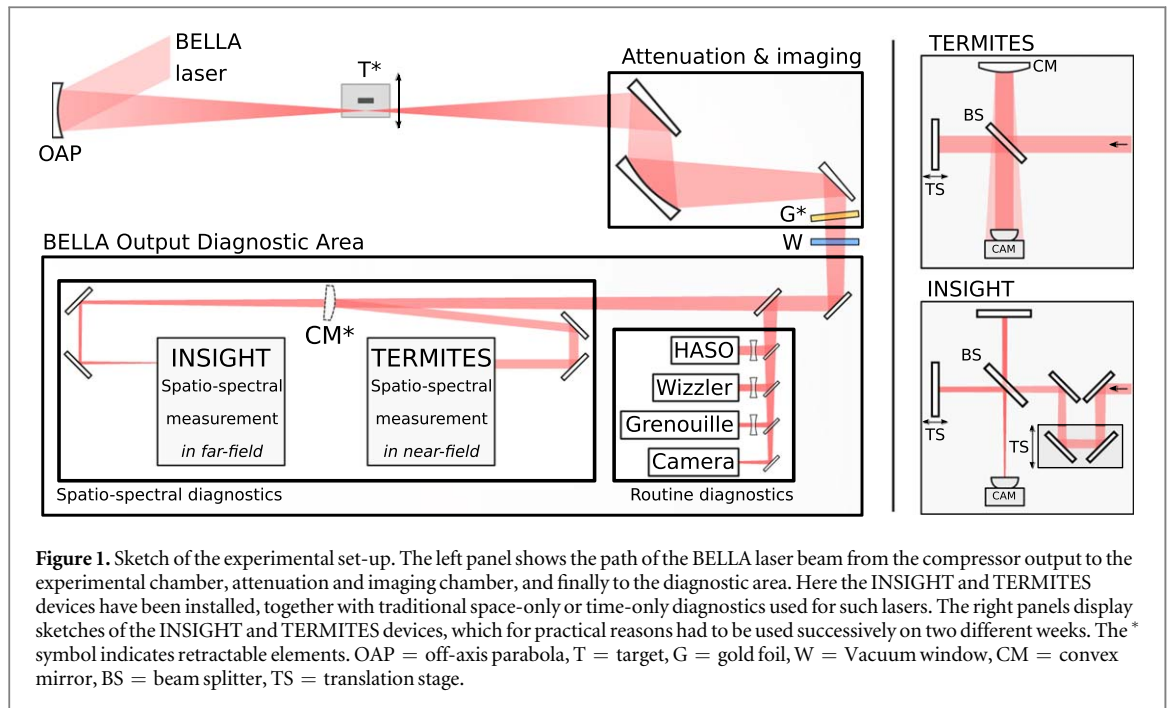 BELLA
laser
T*
OAP
Attenuation & imaging
G*
W
BELLA Output Diagnostic Area
CM*
INSIGHT
Spatio-spectral
measurement
in far-field
TERMITES
Spatio-spectral
measurement
in near-field
Spatio-spectral diagnostics
HASO
Wizzler
Grenouille
Camera
Routine diagnostics
TERMITES
CM
BS
TS
CAM
INSIGHT
BS
TS
TS
CAM
Figure 1. Sketch of the experimental set-up. The left panel shows the path of the BELLA laser beam from the compressor output to the
experimental chamber, attenuation and imaging chamber, and finally to the diagnostic area. Here the INSIGHT and TERMITES
devices have been installed, together with traditional space-only or time-only diagnostics used for such lasers. The right panels display
sketches of the INSIGHT and TERMITES devices, which for practical reasons had to be used successively on two different weeks. The *
symbol indicates retractable elements. OAP = off-axis parabola, T = target, G = gold foil, W = Vacuum window, CM = convex
mirror, BS = beam splitter, TS = translation stage.